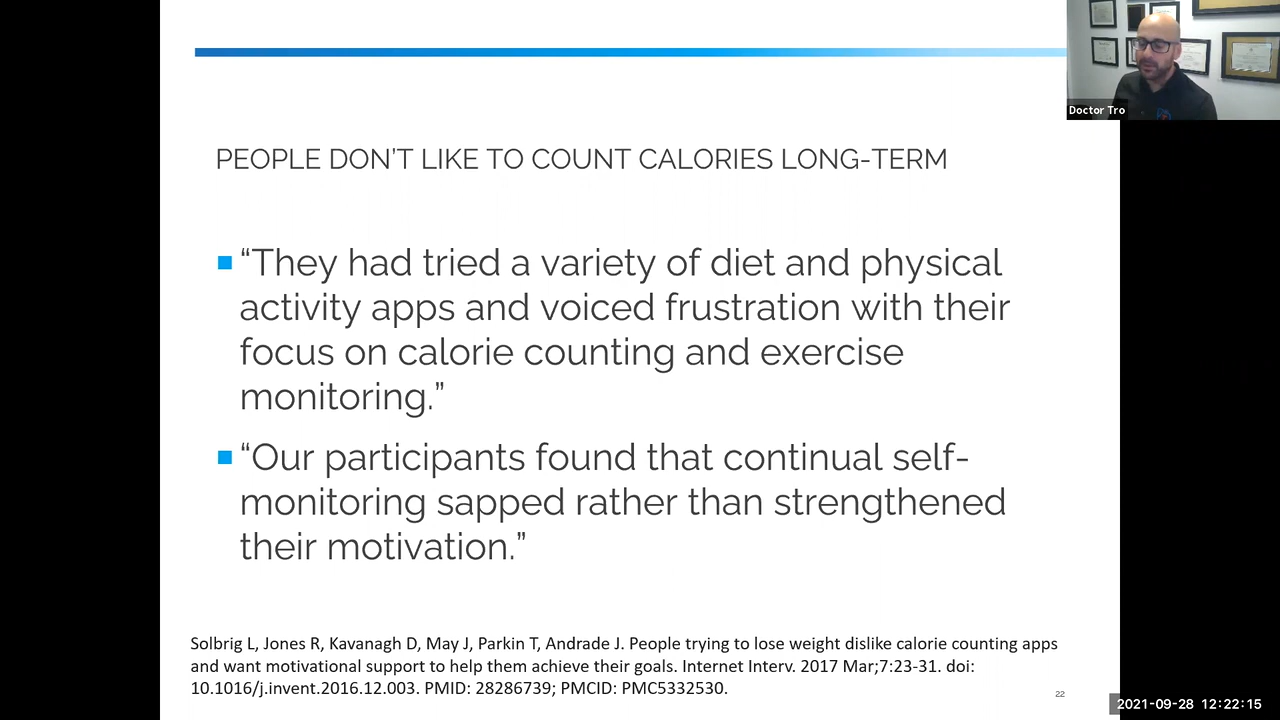 Doctor Tro
PEOPLE DON'T LIKE TO COUNT CALORIES LONG-TERM
“They had tried a variety of diet and physical
activity apps and voiced frustration with their
focus on calorie counting and exercise
monitoring.”
“Our participants found that continual self-
monitoring sapped rather than strengthened
their motivation.”
Solbrig L, Jones R, Kavanagh D, May J, Parkin T, Andrade J. People trying to lose weight dislike calorie counting apps
and want motivational support to help them achieve their goals. Internet Interv. 2017 Mar;7:23-31. doi:
10.1016/j.invent.2016.12.003. PMID: 28286739; PMCID: PMC5332530.
22
2021-09-28 12:22:15